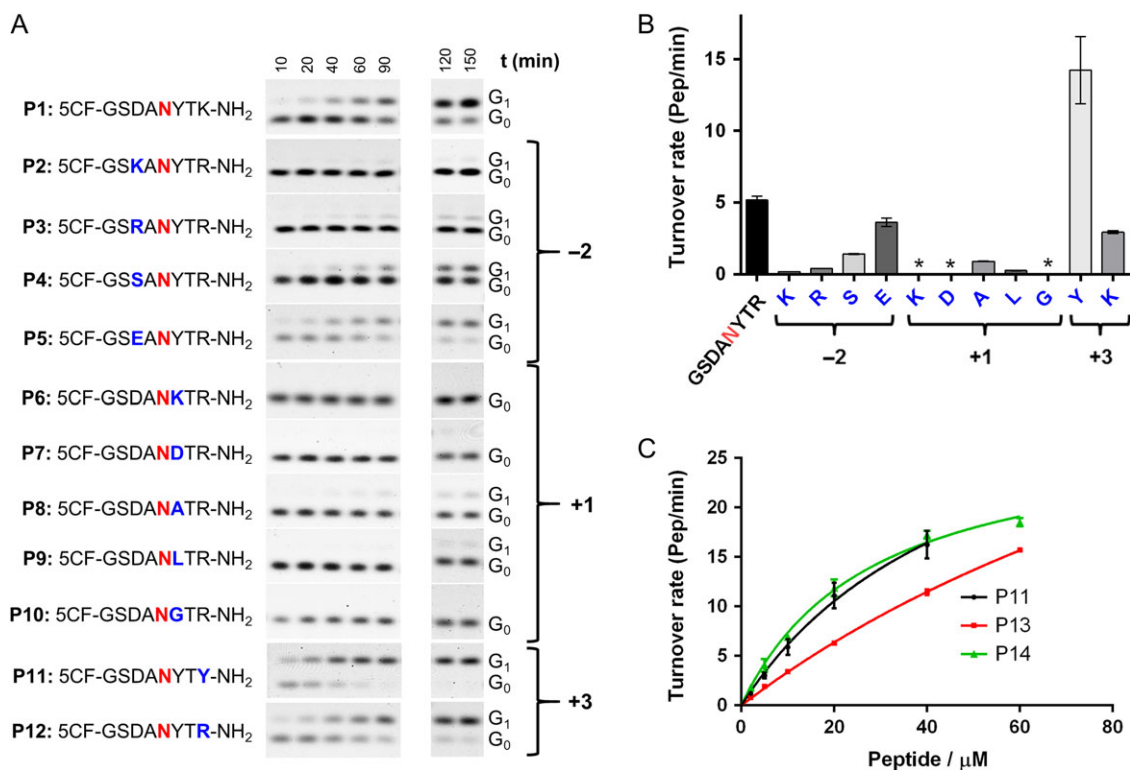 A
10 20 40 60 90 120 150 t (min)
P1: 5CF-GSDANYTK-NH2 G1
G0
P2: 5CF-GSKANYTR-NH2 G1
G0
P3: 5CF-GSRANYTR-NH2 G1
G0
–2
P4: 5CF-GSSANYTR-NH2 G1
G0
P5: 5CF-GSEANYTR-NH2 G1
G0
P6: 5CF-GSDANKTR-NH2 G0
P7: 5CF-GSDANDTR-NH2 G0
P8: 5CF-GSDANATR-NH2 G1
G0
+1
P9: 5CF-GSDANLTR-NH2 G1
G0
P10: 5CF-GSDANGTR-NH2 G0
P11: 5CF-GSDANYTY-NH2 G1
G0
+3
P12: 5CF-GSDANYTR-NH2 G1
G0
B
Turnover rate (Pep/min)
15
10
5
0
* * *
GSDANYTR K R S E K D A L G Y K
–2 +1 +3
C
Turnover rate (Pep/min)
25
20
15
10
5
0
P11
P13
P14
0 20 40 60 80
Peptide / μM